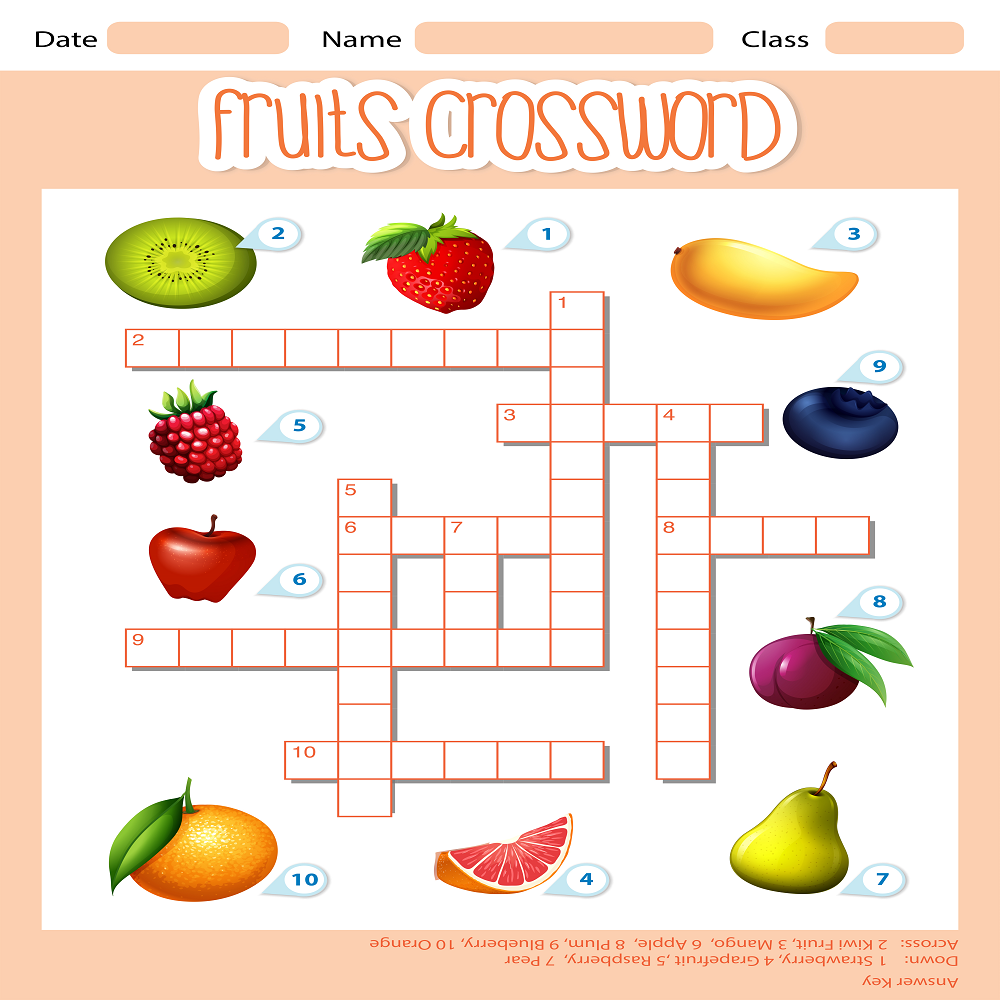 Date Name Class
fruits crossword
2 1 3
1
2
9
3 4
5
5
6 7 8
6
8
9
10
10 4 7
Answer Key
Down: 1 Strawberry, 4 Grapefruit, 5 Raspberry, 7 Pear
Across: 2 Kiwi Fruit, 3 Mango, 6 Apple, 8 Plum, 9 Blueberry, 10 Orange